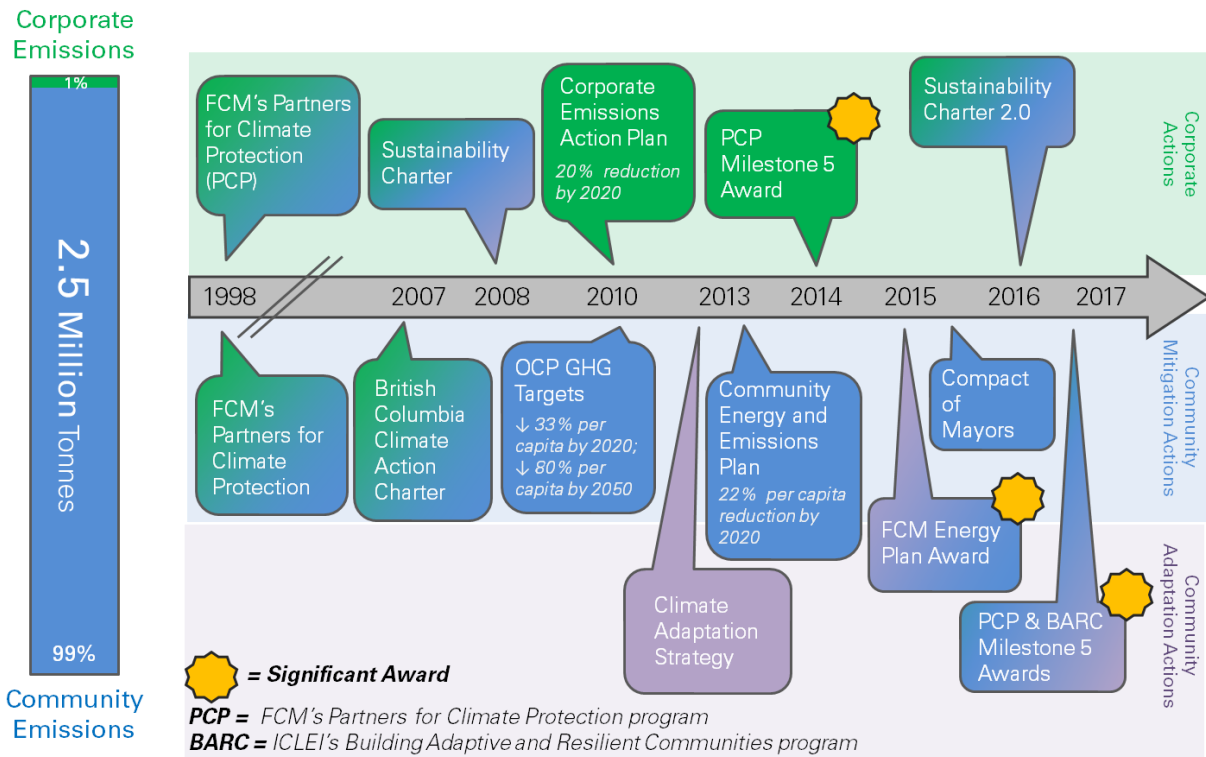 Corporate
Emissions
1%
2.5 Million Tonnes
99%
Community
Emissions
FCM's Partners
for Climate
Protection
(PCP)
Sustainability
Charter
Corporate
Emissions
Action Plan
20% reduction
by 2020
PCP
Milestone 5
Award
Sustainability
Charter 2.0
Corporate
Actions
1998
2007
2008
2010
2013
2014
2015
2016
2017
FCM's
Partners for
Climate
Protection
British
Columbia
Climate
Action
Charter
OCP GHG
Targets
↓ 33% per
capita by 2020;
↓ 80% per
capita by 2050
Climate
Adaptation
Strategy
Community
Energy and
Emissions
Plan
22% per capita
reduction by
2020
FCM Energy
Plan Award
Compact
of
Mayors
PCP & BARC
Milestone 5
Awards
Community
Mitigation Actions
Community
Adaptation Actions
= Significant Award
PCP = FCM's Partners for Climate Protection program
BARC = ICLEI's Building Adaptive and Resilient Communities program